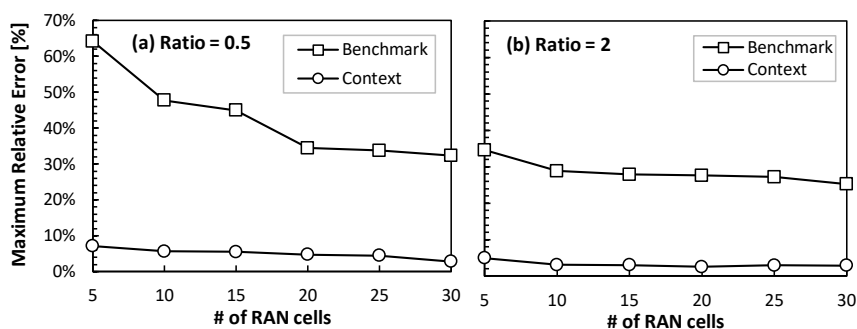 Maximum Relative Error [%]
70%
60%
50%
40%
30%
20%
10%
0%
(a) Ratio = 0.5
Benchmark
Context
5 10 15 20 25 30
# of RAN cells
(b) Ratio = 2
Benchmark
Context
5 10 15 20 25 30
# of RAN cells